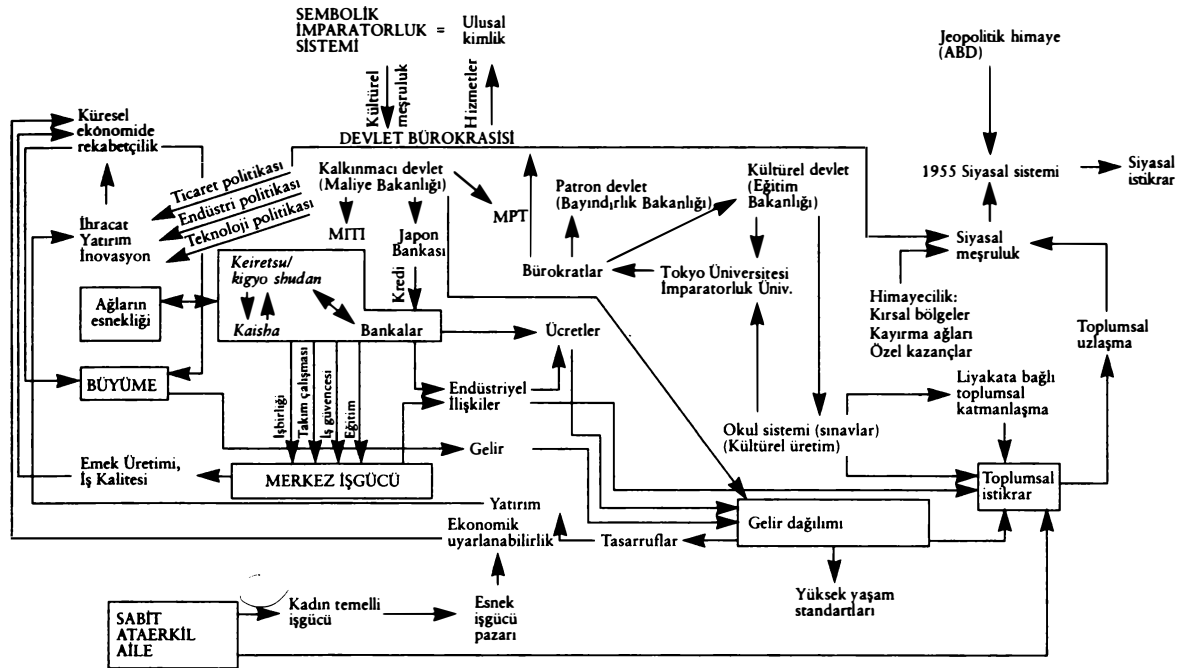 SEMBOLİK
İMPARATORLUK =
SİSTEMİ
Ulusal
kimlik
Jeopolitik himaye
(ABD)
Kültürel
meşruluk
Hizmetler
Küresel
ekonomide
rekabetçilik
DEVLET BÜROKRASİSİ
Ticaret politikası
Endüstri politikası
Teknoloji politikası
Kalkınmacı devlet
(Maliye Bakanlığı)
MPT
Patron devlet
(Bayındırlık Bakanlığı)
Kültürel devlet
(Eğitim
Bakanlığı)
1955 Siyasal sistemi
Siyasal
istikrar
İhracat
Yatırım
İnovasyon
MITI
Japon
Bankası
Bürokratlar
Tokyo Üniversitesi
İmparatorluk Üniv.
Siyasal
meşruluk
Keiretsu/
kigyo shudan
Kredi
Ağların
esnekliği
Kaisha
Bankalar
Ücretler
Himayecilik:
Kırsal bölgeler
Kayırma ağları
Özel kazançlar
Toplumsal
uzlaşma
BÜYÜME
İşbirliği
Takım çalışması
İş güvencesi
Eğitim
Endüstriyel
İlişkiler
Liyakata bağlı
toplumsal
katmanlaşma
Okul sistemi (sınavlar)
(Kültürel üretim)
Gelir
Emek Üretimi,
İş Kalitesi
MERKEZ İŞGÜCÜ
Toplumsal
istikrar
Yatırım
Ekonomik
uyarlanabilirlik
Tasarruflar
Gelir dağılımı
Yüksek yaşam
standartları
SABİT
ATAERKİL
AİLE
Kadın temelli
işgücü
Esnek
işgücü
pazarı